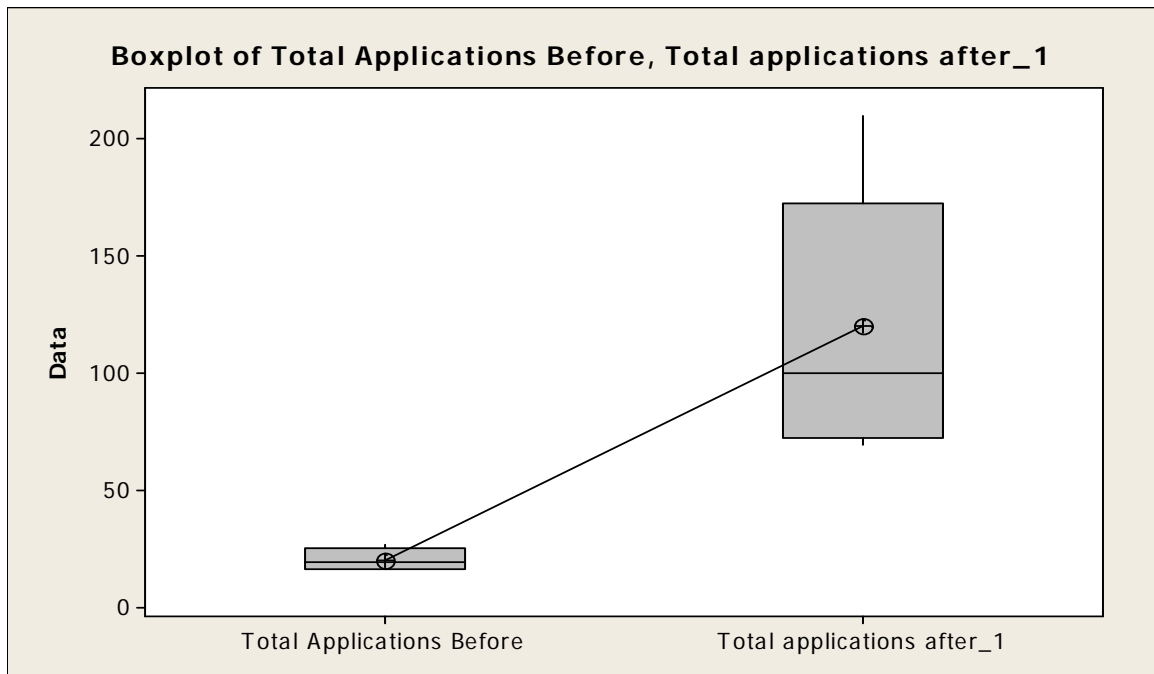 Boxplot of Total Applications Before, Total applications after_1
200
150
100
50
0
Data
Total Applications Before
Total applications after_1